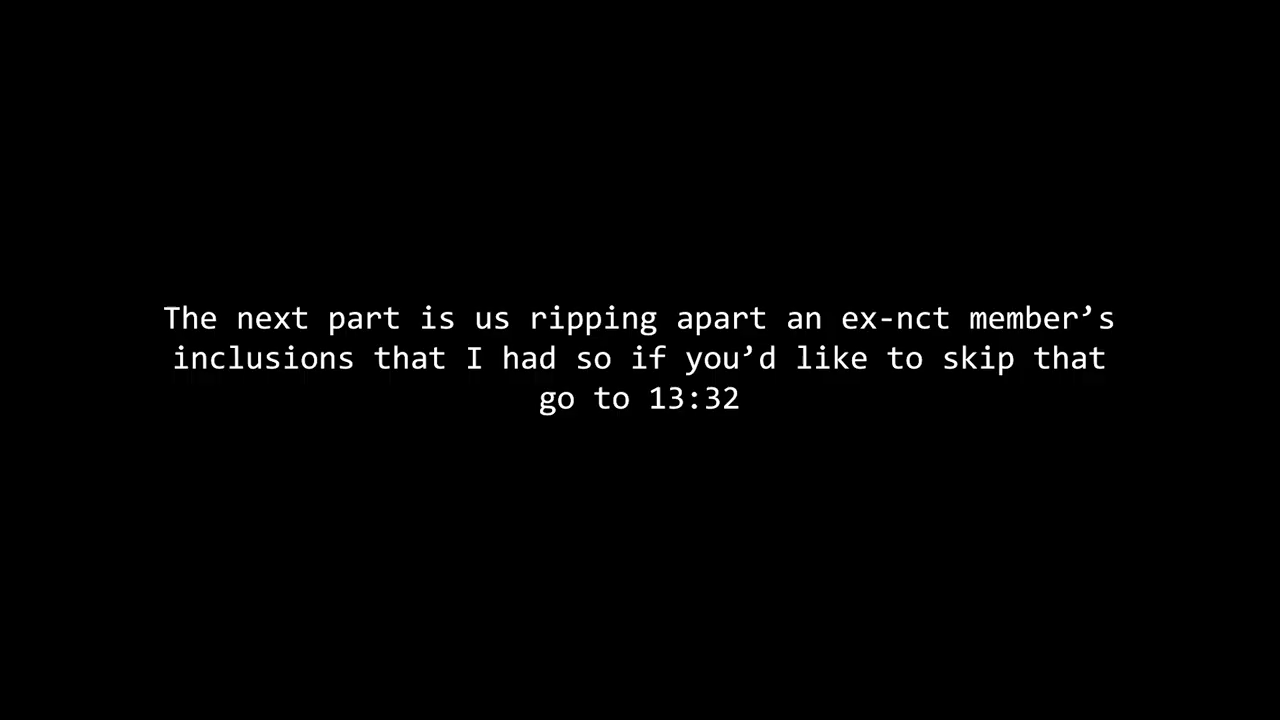 The next part is us ripping apart an ex-nct member’s
inclusions that I had so if you’d like to skip that
go to 13:32